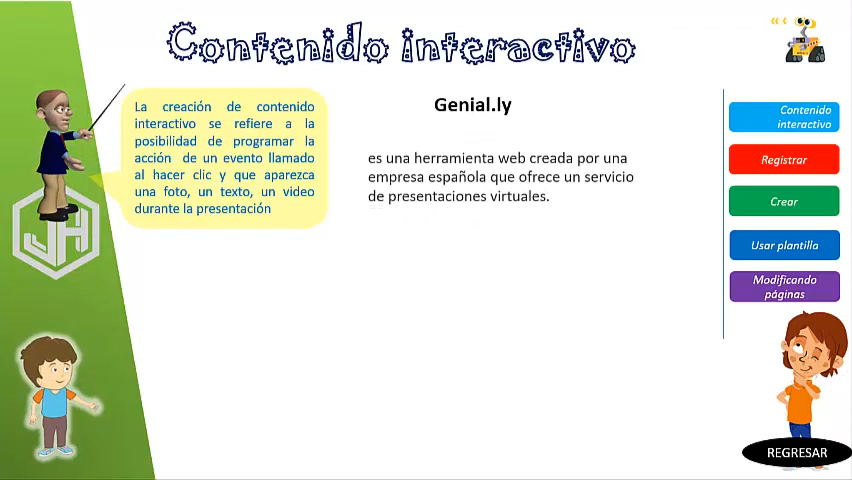 Contenido interactivo
La creación de contenido
interactivo se refiere a la
posibilidad de programar la
acción de un evento llamado
al hacer clic y que aparezca
una foto, un texto, un video
durante la presentación
Genial.ly
es una herramienta web creada por una
empresa española que ofrece un servicio
de presentaciones virtuales.
Contenido
interactivo
Registrar
Crear
Usar plantilla
Modificando
páginas
JH
REGRESAR